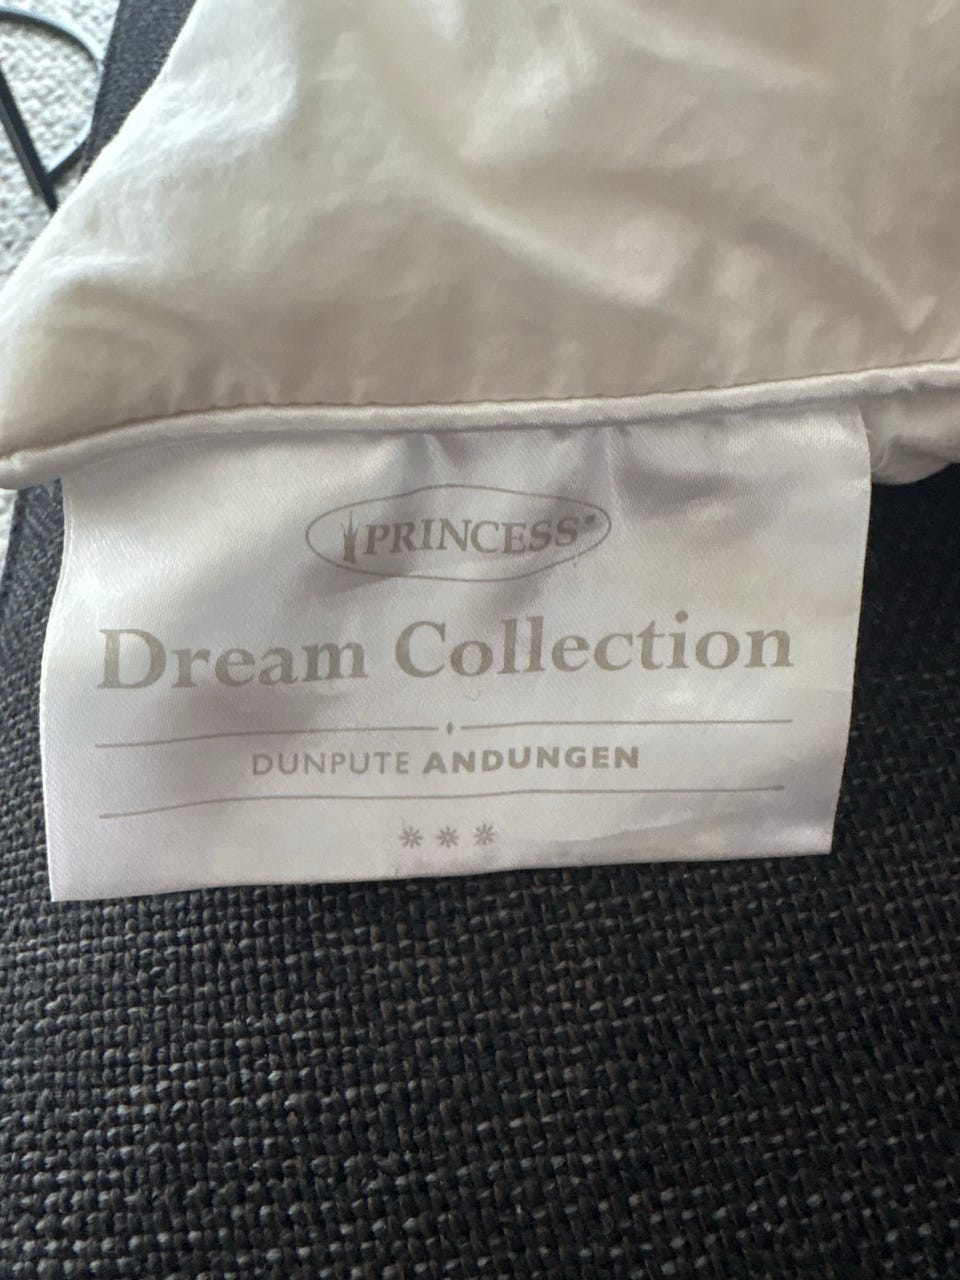 PRINCESS®
Dream Collection
DUNPUTE ANDUNGEN
***